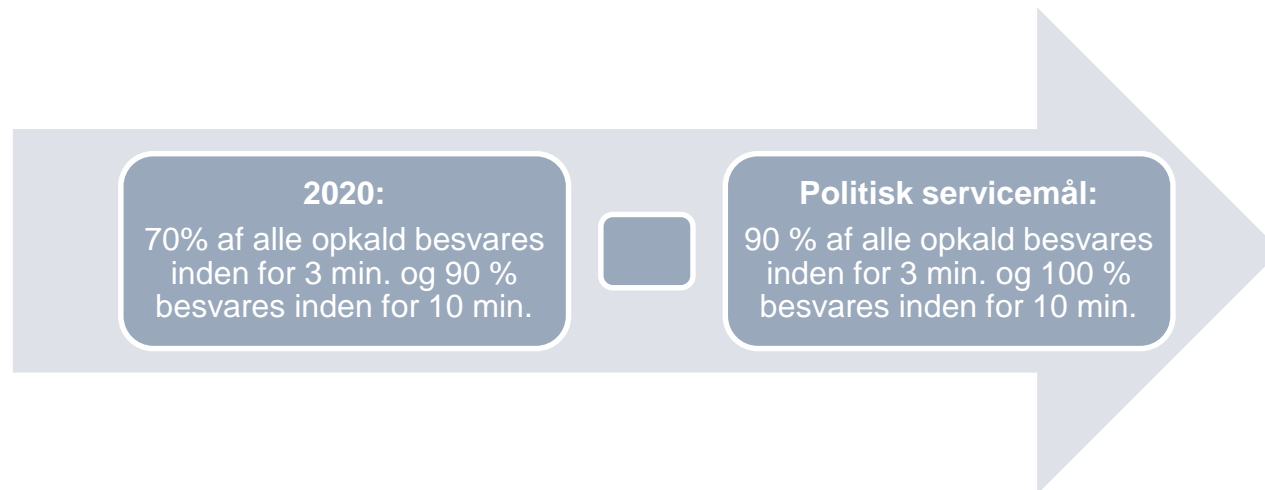 2020:
70% af alle opkald besvares
inden for 3 min. og 90 %
besvares inden for 10 min.
Politisk servicemål:
90 % af alle opkald besvares
inden for 3 min. og 100 %
besvares inden for 10 min.